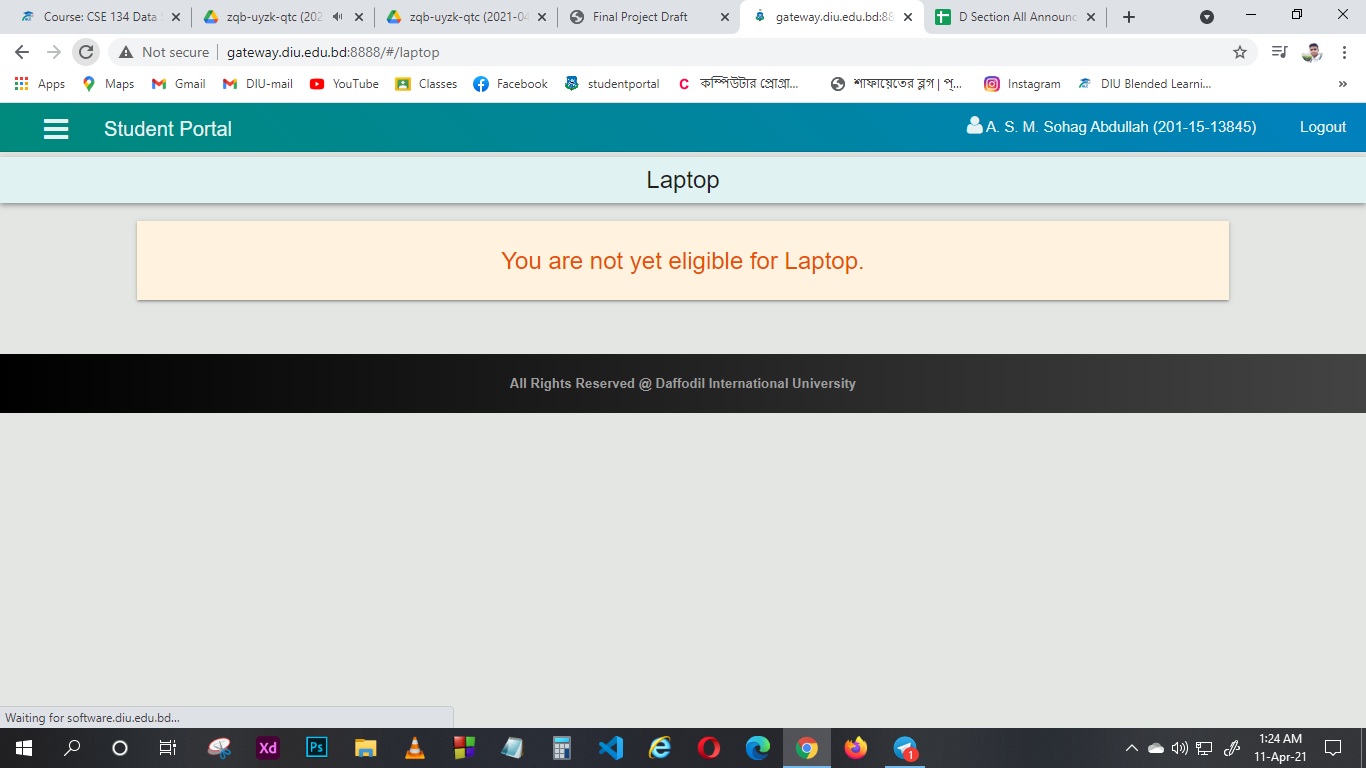 Course: CSE 134 Data
zqb-uyzk-qtc (202
zqb-uyzk-qtc (2021-04
Final Project Draft
gateway.diu.edu.bd:88
D Section All Announc
Not secure
gateway.diu.edu.bd:8888/#/laptop
Apps
Maps
Gmail
DIU-mail
YouTube
Classes
Facebook
studentportal
C কম্পিউটার প্রোগ্রা...
শাফায়েতের ব্লগ | প্...
Instagram
DIU Blended Learni...
»
Student Portal
A. S. M. Sohag Abdullah (201-15-13845)
Logout
Laptop
You are not yet eligible for Laptop.
All Rights Reserved @ Daffodil International University
Waiting for software.diu.edu.bd...
Xd
Ps
1
1:24 AM
11-Apr-21